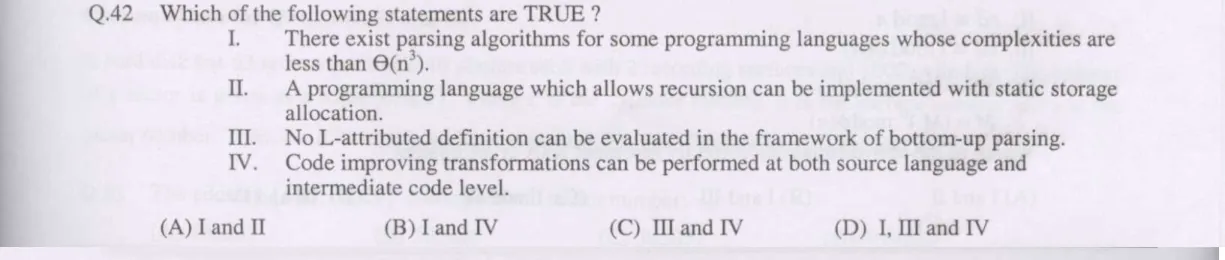 Q.42 Which of the following statements are TRUE ?
I. There exist parsing algorithms for some programming languages whose complexities are
less than Θ(n³).
II. A programming language which allows recursion can be implemented with static storage
allocation.
III. No L-attributed definition can be evaluated in the framework of bottom-up parsing.
IV. Code improving transformations can be performed at both source language and
intermediate code level.
(A) I and II (B) I and IV (C) III and IV (D) I, III and IV